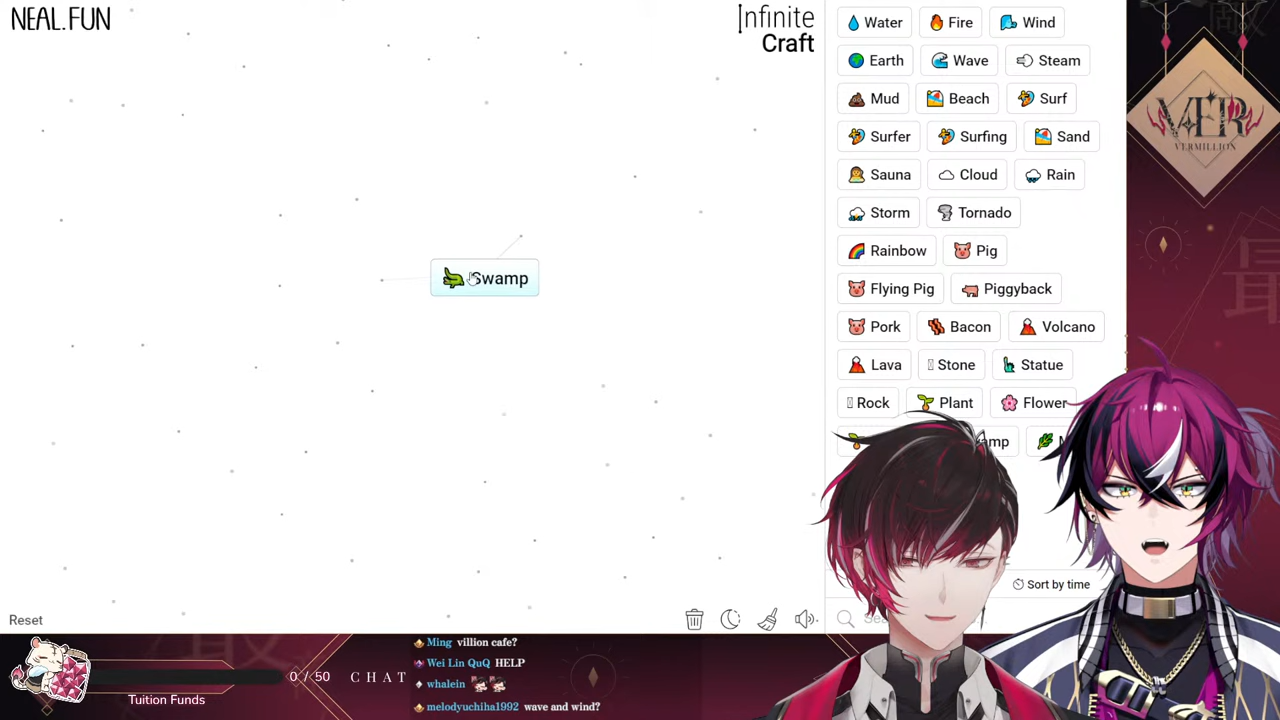 NEAL.FUN
Infinite
Craft
Water Fire Wind
Earth Wave Steam
Mud Beach Surf
Surfer Surfing Sand
Sauna Cloud Rain
Storm Tornado
Rainbow Pig
Flying Pig Piggyback
Pork Bacon Volcano
Lava Stone Statue
Rock Plant Flower
Swamp
VER
VERMILLION
Sort by time
Reset
0 / 50
Tuition Funds
CHAT
Ming villion cafe?
Wei Lin QuQ HELP
whalein
melodyuchiha1992 wave and wind?